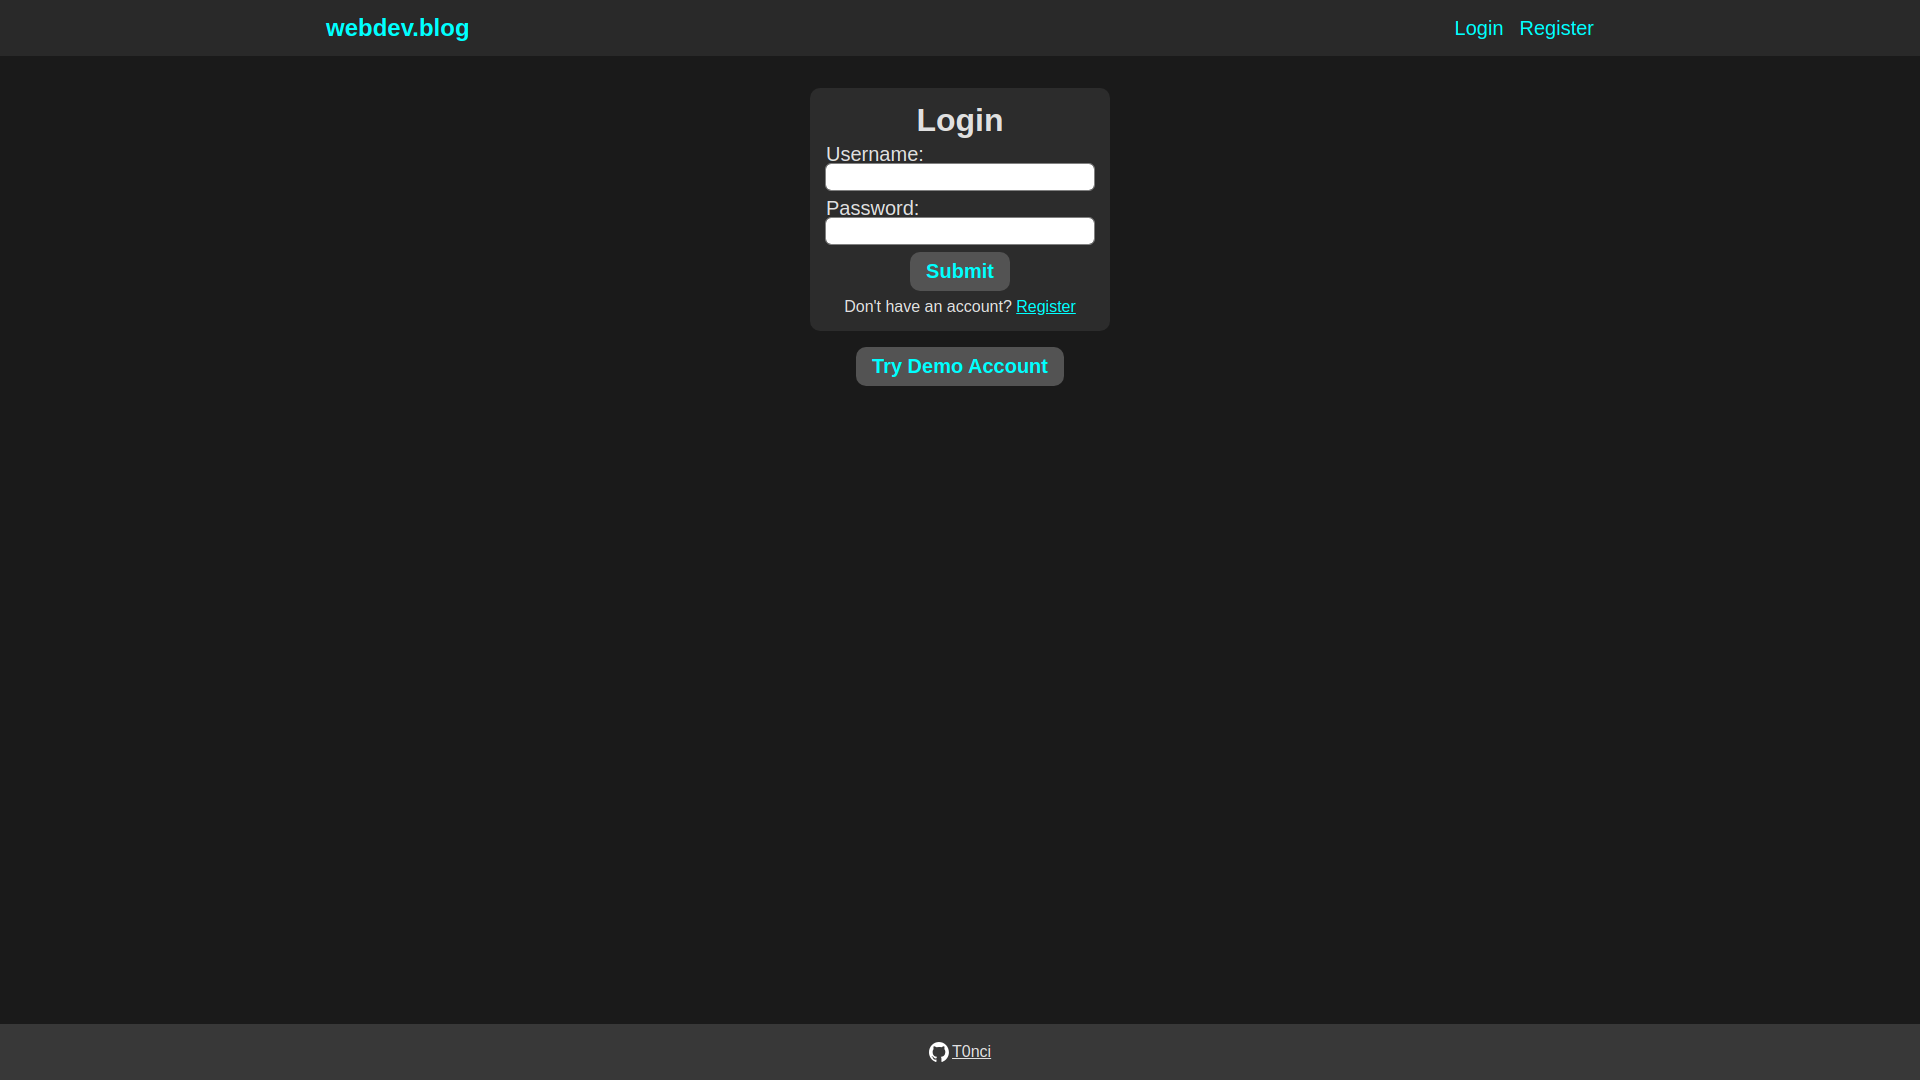 webdev.blog
Login Register
Login
Username:
Password:
Submit
Don't have an account? Register
Try Demo Account
T0nci